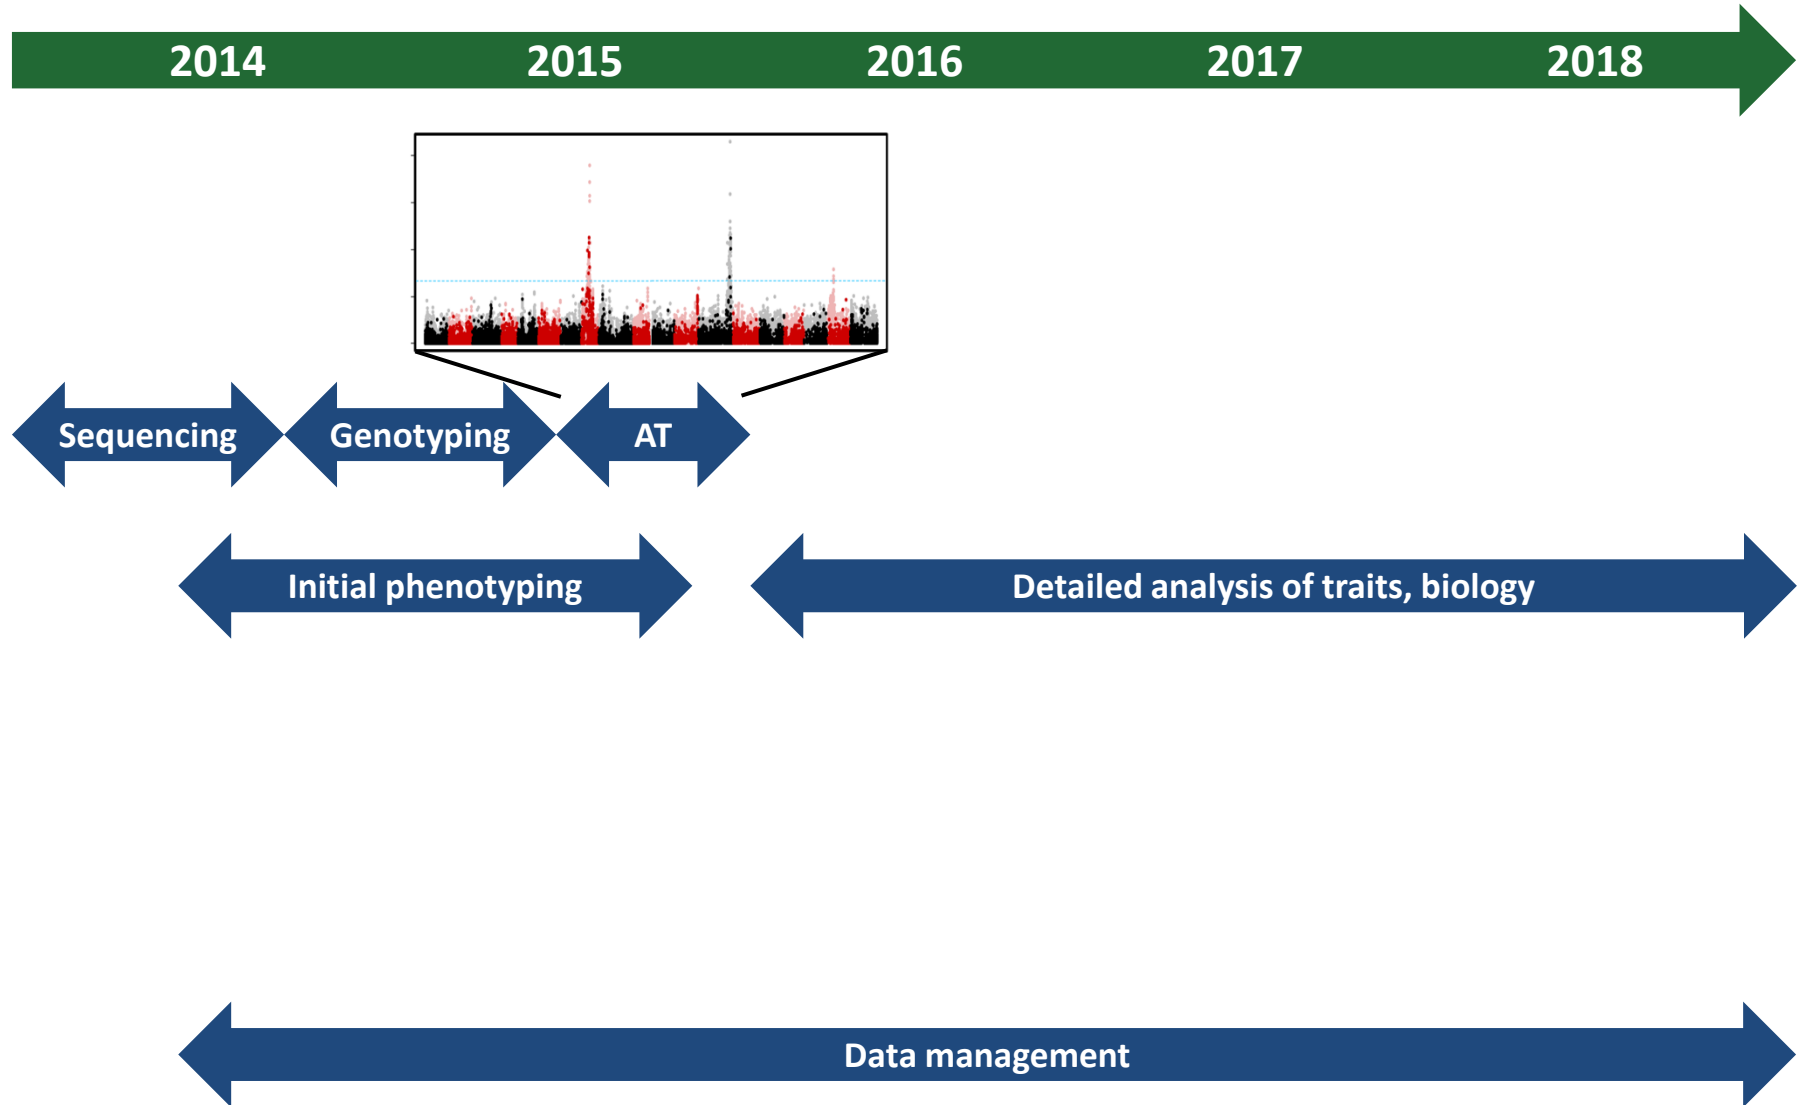 2014 2015 2016 2017 2018
Sequencing Genotyping AT
Initial phenotyping Detailed analysis of traits, biology
Data management